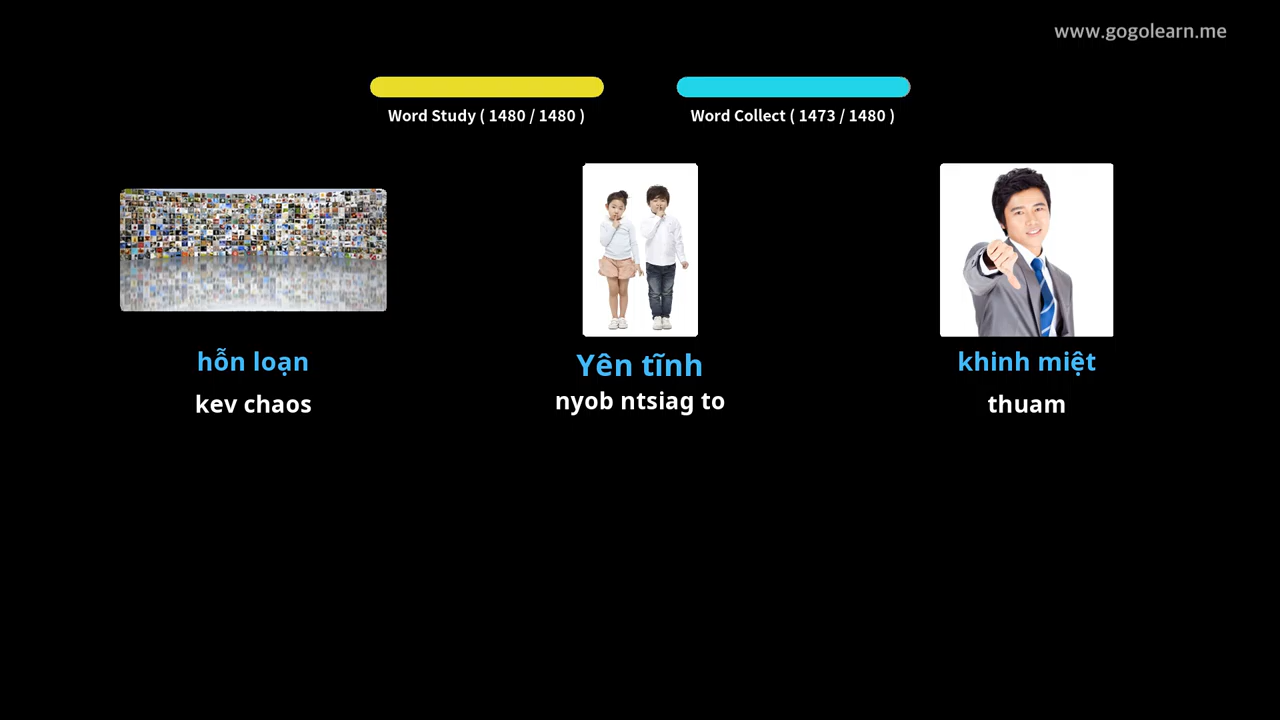 www.gogolearn.me
Word Study ( 1480 / 1480 )
Word Collect ( 1473 / 1480 )
hỗn loạn
kev chaos
Yên tĩnh
nyob ntsiag to
khinh miệt
thuam